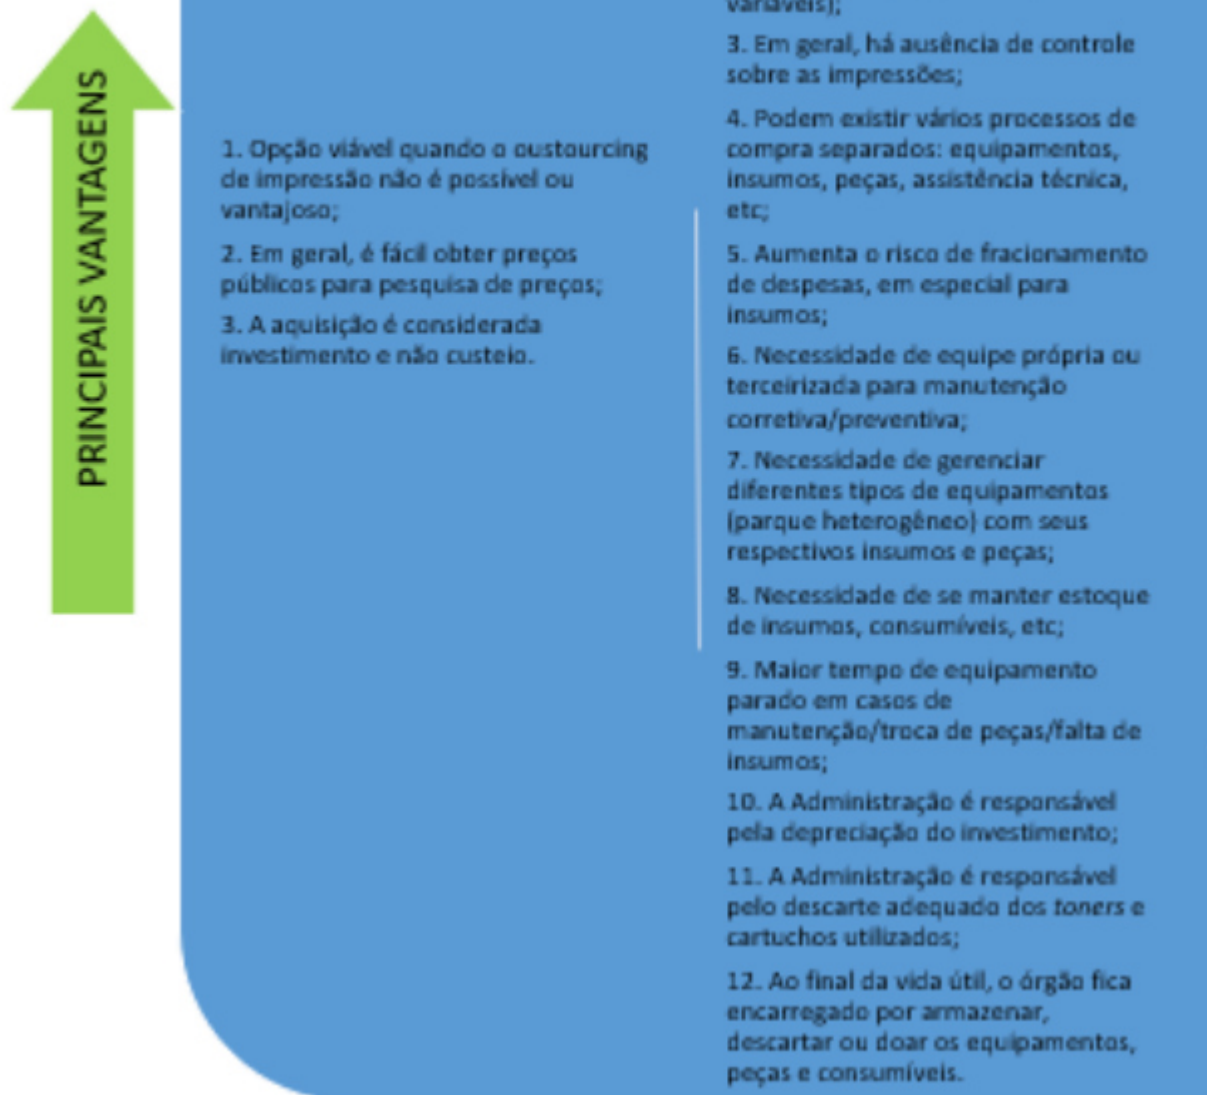 PRINCIPAIS VANTAGENS
1. Opção viável quando o oustourcing
de impressão não é possível ou
vantajoso;
2. Em geral, é fácil obter preços
públicos para pesquisa de preços;
3. A aquisição é considerada
investimento e não custeio.
variáveis);
3. Em geral, há ausência de controle
sobre as impressões;
4. Podem existir vários processos de
compra separados: equipamentos,
insumos, peças, assistência técnica,
etc;
5. Aumenta o risco de fracionamento
de despesas, em especial para
insumos;
6. Necessidade de equipe própria ou
terceirizada para manutenção
corretiva/preventiva;
7. Necessidade de gerenciar
diferentes tipos de equipamentos
(parque heterogêneo) com seus
respectivos insumos e peças;
8. Necessidade de se manter estoque
de insumos, consumíveis, etc;
9. Maior tempo de equipamento
parado em casos de
manutenção/troca de peças/falta de
insumos;
10. A Administração é responsável
pela depreciação do investimento;
11. A Administração é responsável
pelo descarte adequado dos toners e
cartuchos utilizados;
12. Ao final da vida útil, o órgão fica
encarregado por armazenar,
descartar ou doar os equipamentos,
peças e consumíveis.